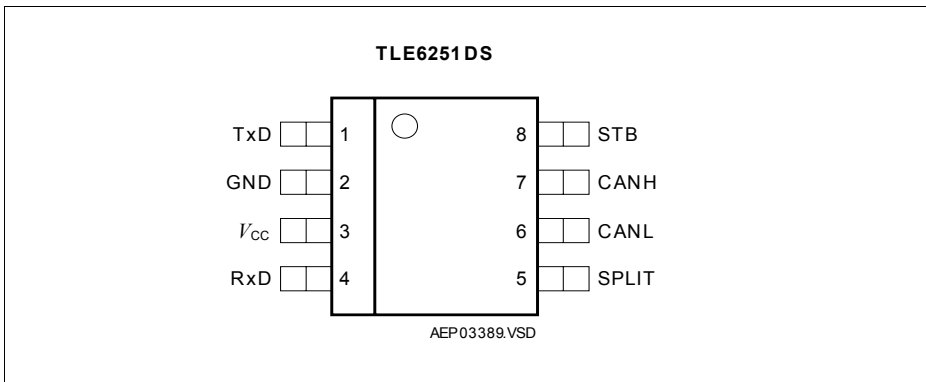 TLE6251DS
TxD 1 8 STB
GND 2 7 CANH
VCC 3 6 CANL
RxD 4 5 SPLIT
AEP03389.VSD